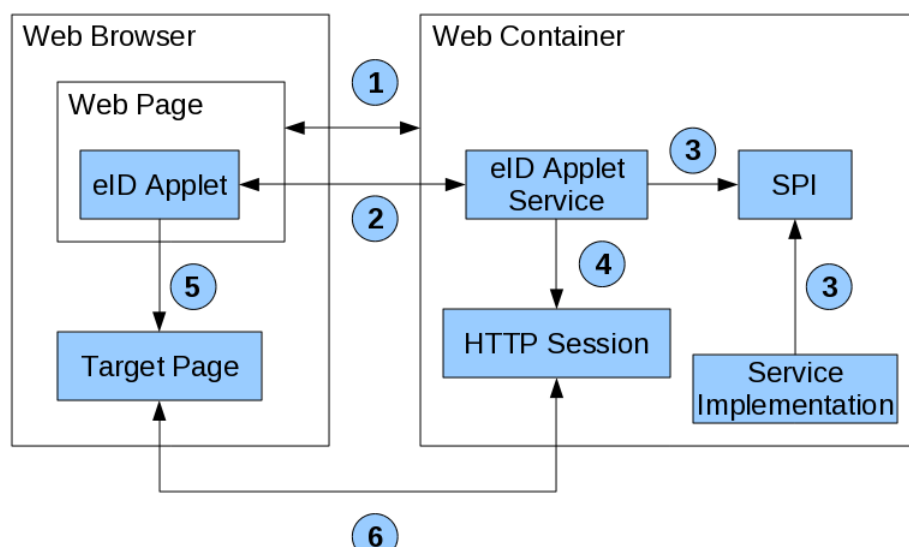 Web Browser
Web Container
Web Page
1
eID Applet
2
eID Applet
Service
3
SPI
5
4
3
Target Page
HTTP Session
Service
Implementation
6